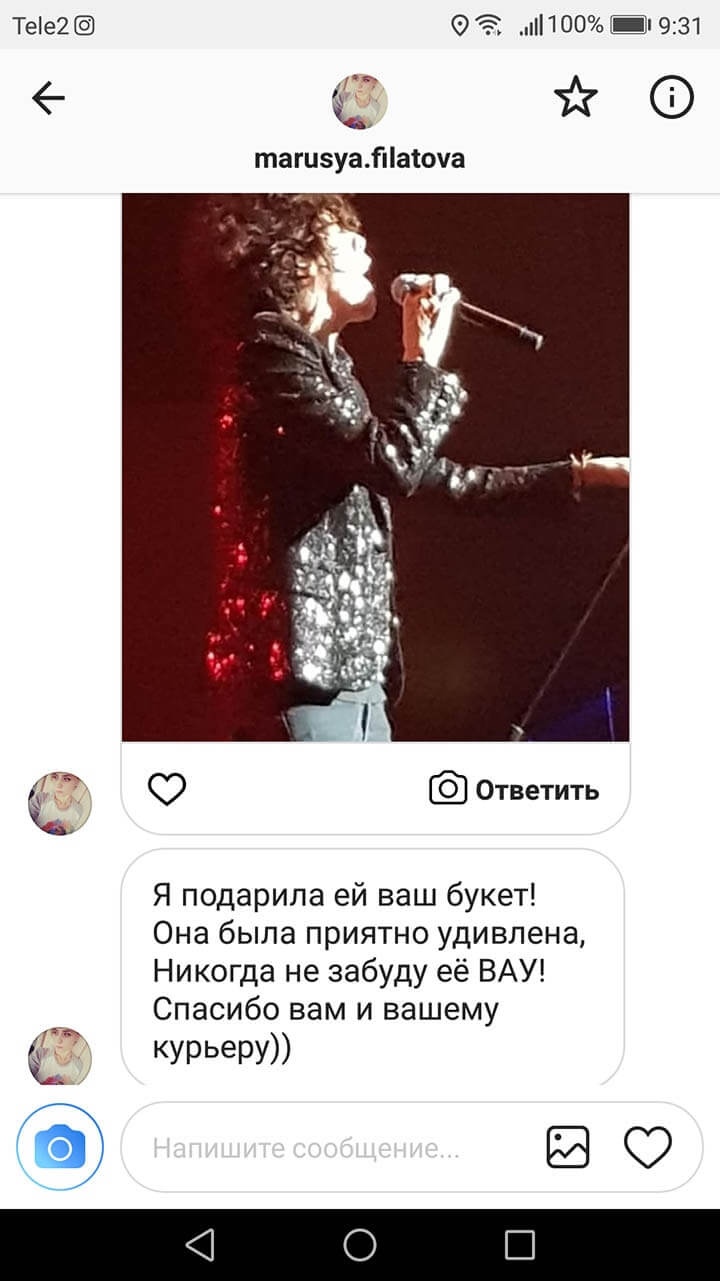 Tele2 100% 9:31
marusya.filatova
Ответить
Я подарила ей ваш букет!
Она была приятно удивлена,
Никогда не забуду её ВАУ!
Спасибо вам и вашему
курьеру))
Напишите сообщение...